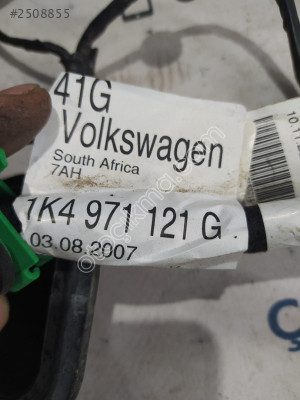 #2508855
41G
Volkswagen
South Africa
7AH
1K4 971 121 G
03.08.2007